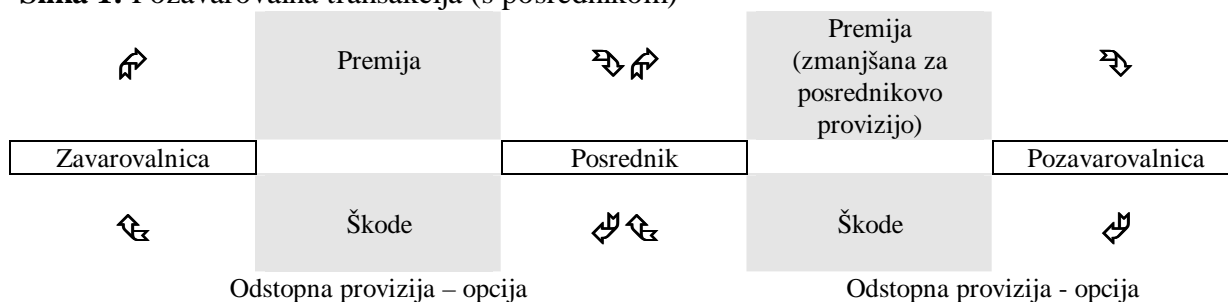 Slika 1: Pozavarovalna transakcija (s posrednikom)
Premija
Premija
(zmanjšana za
posrednikovo
provizijo)
Zavarovalnica
Posrednik
Pozavarovalnica
Škode
Škode
Odstopna provizija – opcija
Odstopna provizija - opcija